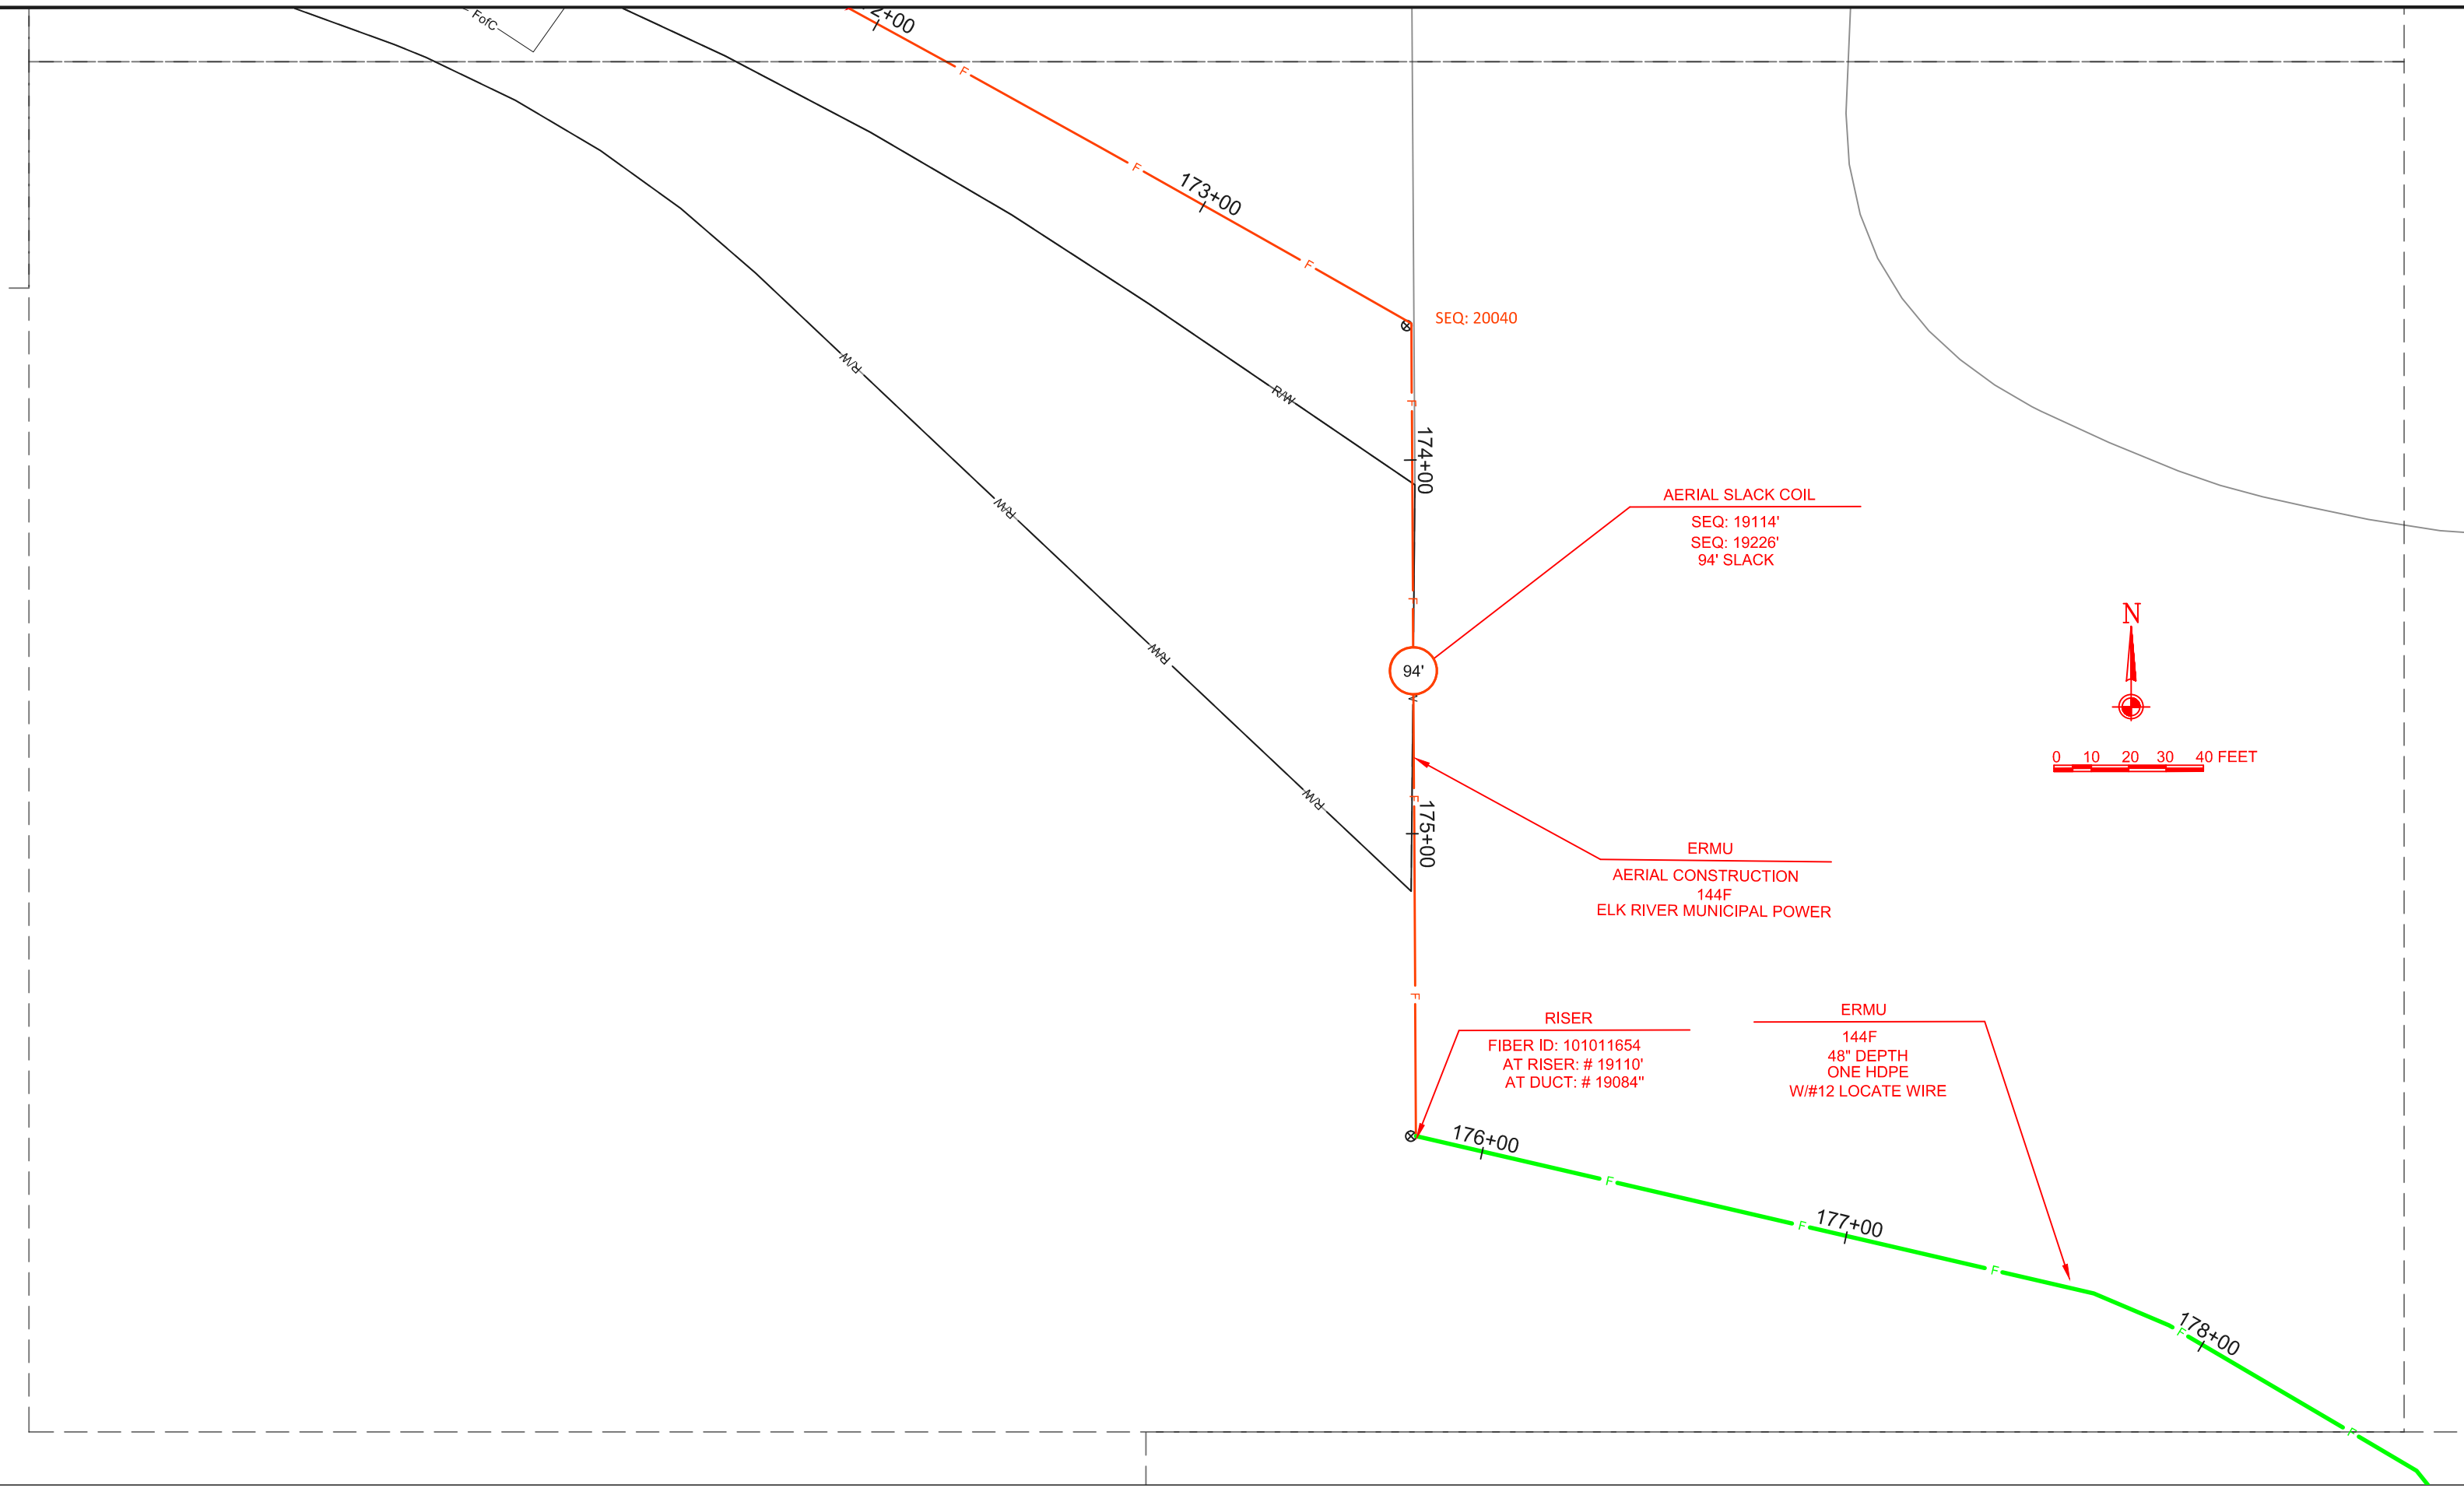 FofC
2+00
F
173+00
F
F
SEQ: 20040
R/W
F
R/W
174+00
AERIAL SLACK COIL
SEQ: 19114'
SEQ: 19226'
94' SLACK
R/W
F
N
R/W
94'
0 10 20 30 40 FEET
R/W
F
175+00
ERMU
AERIAL CONSTRUCTION
144F
ELK RIVER MUNICIPAL POWER
F
RISER
FIBER ID: 101011654
AT RISER: # 19110'
AT DUCT: # 19084"
ERMU
144F
48" DEPTH
ONE HDPE
W/#12 LOCATE WIRE
176+00
F
177+00
F
F
178+00
F
F